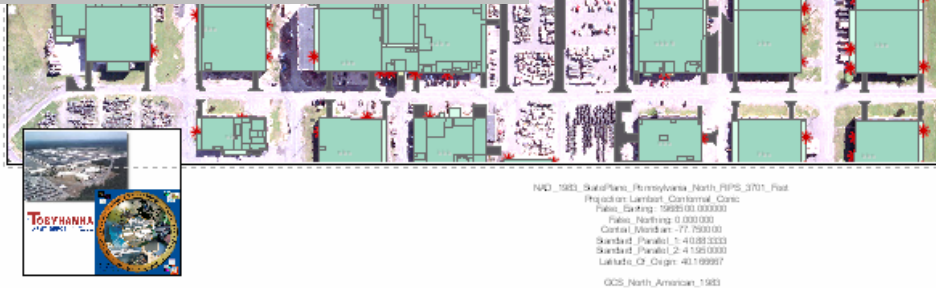 TOBYHANNA
NAD_1983_StatePlane_Pennsylvania_North_FIPS_3701_Feet
Projection: Lambert_Conformal_Conic
False_Easting: 1968500.000000
False_Northing: 0.000000
Central_Meridian: -77.750000
Standard_Parallel_1: 40.883333
Standard_Parallel_2: 41.950000
Latitude_Of_Origin: 40.166667
GCS_North_American_1983